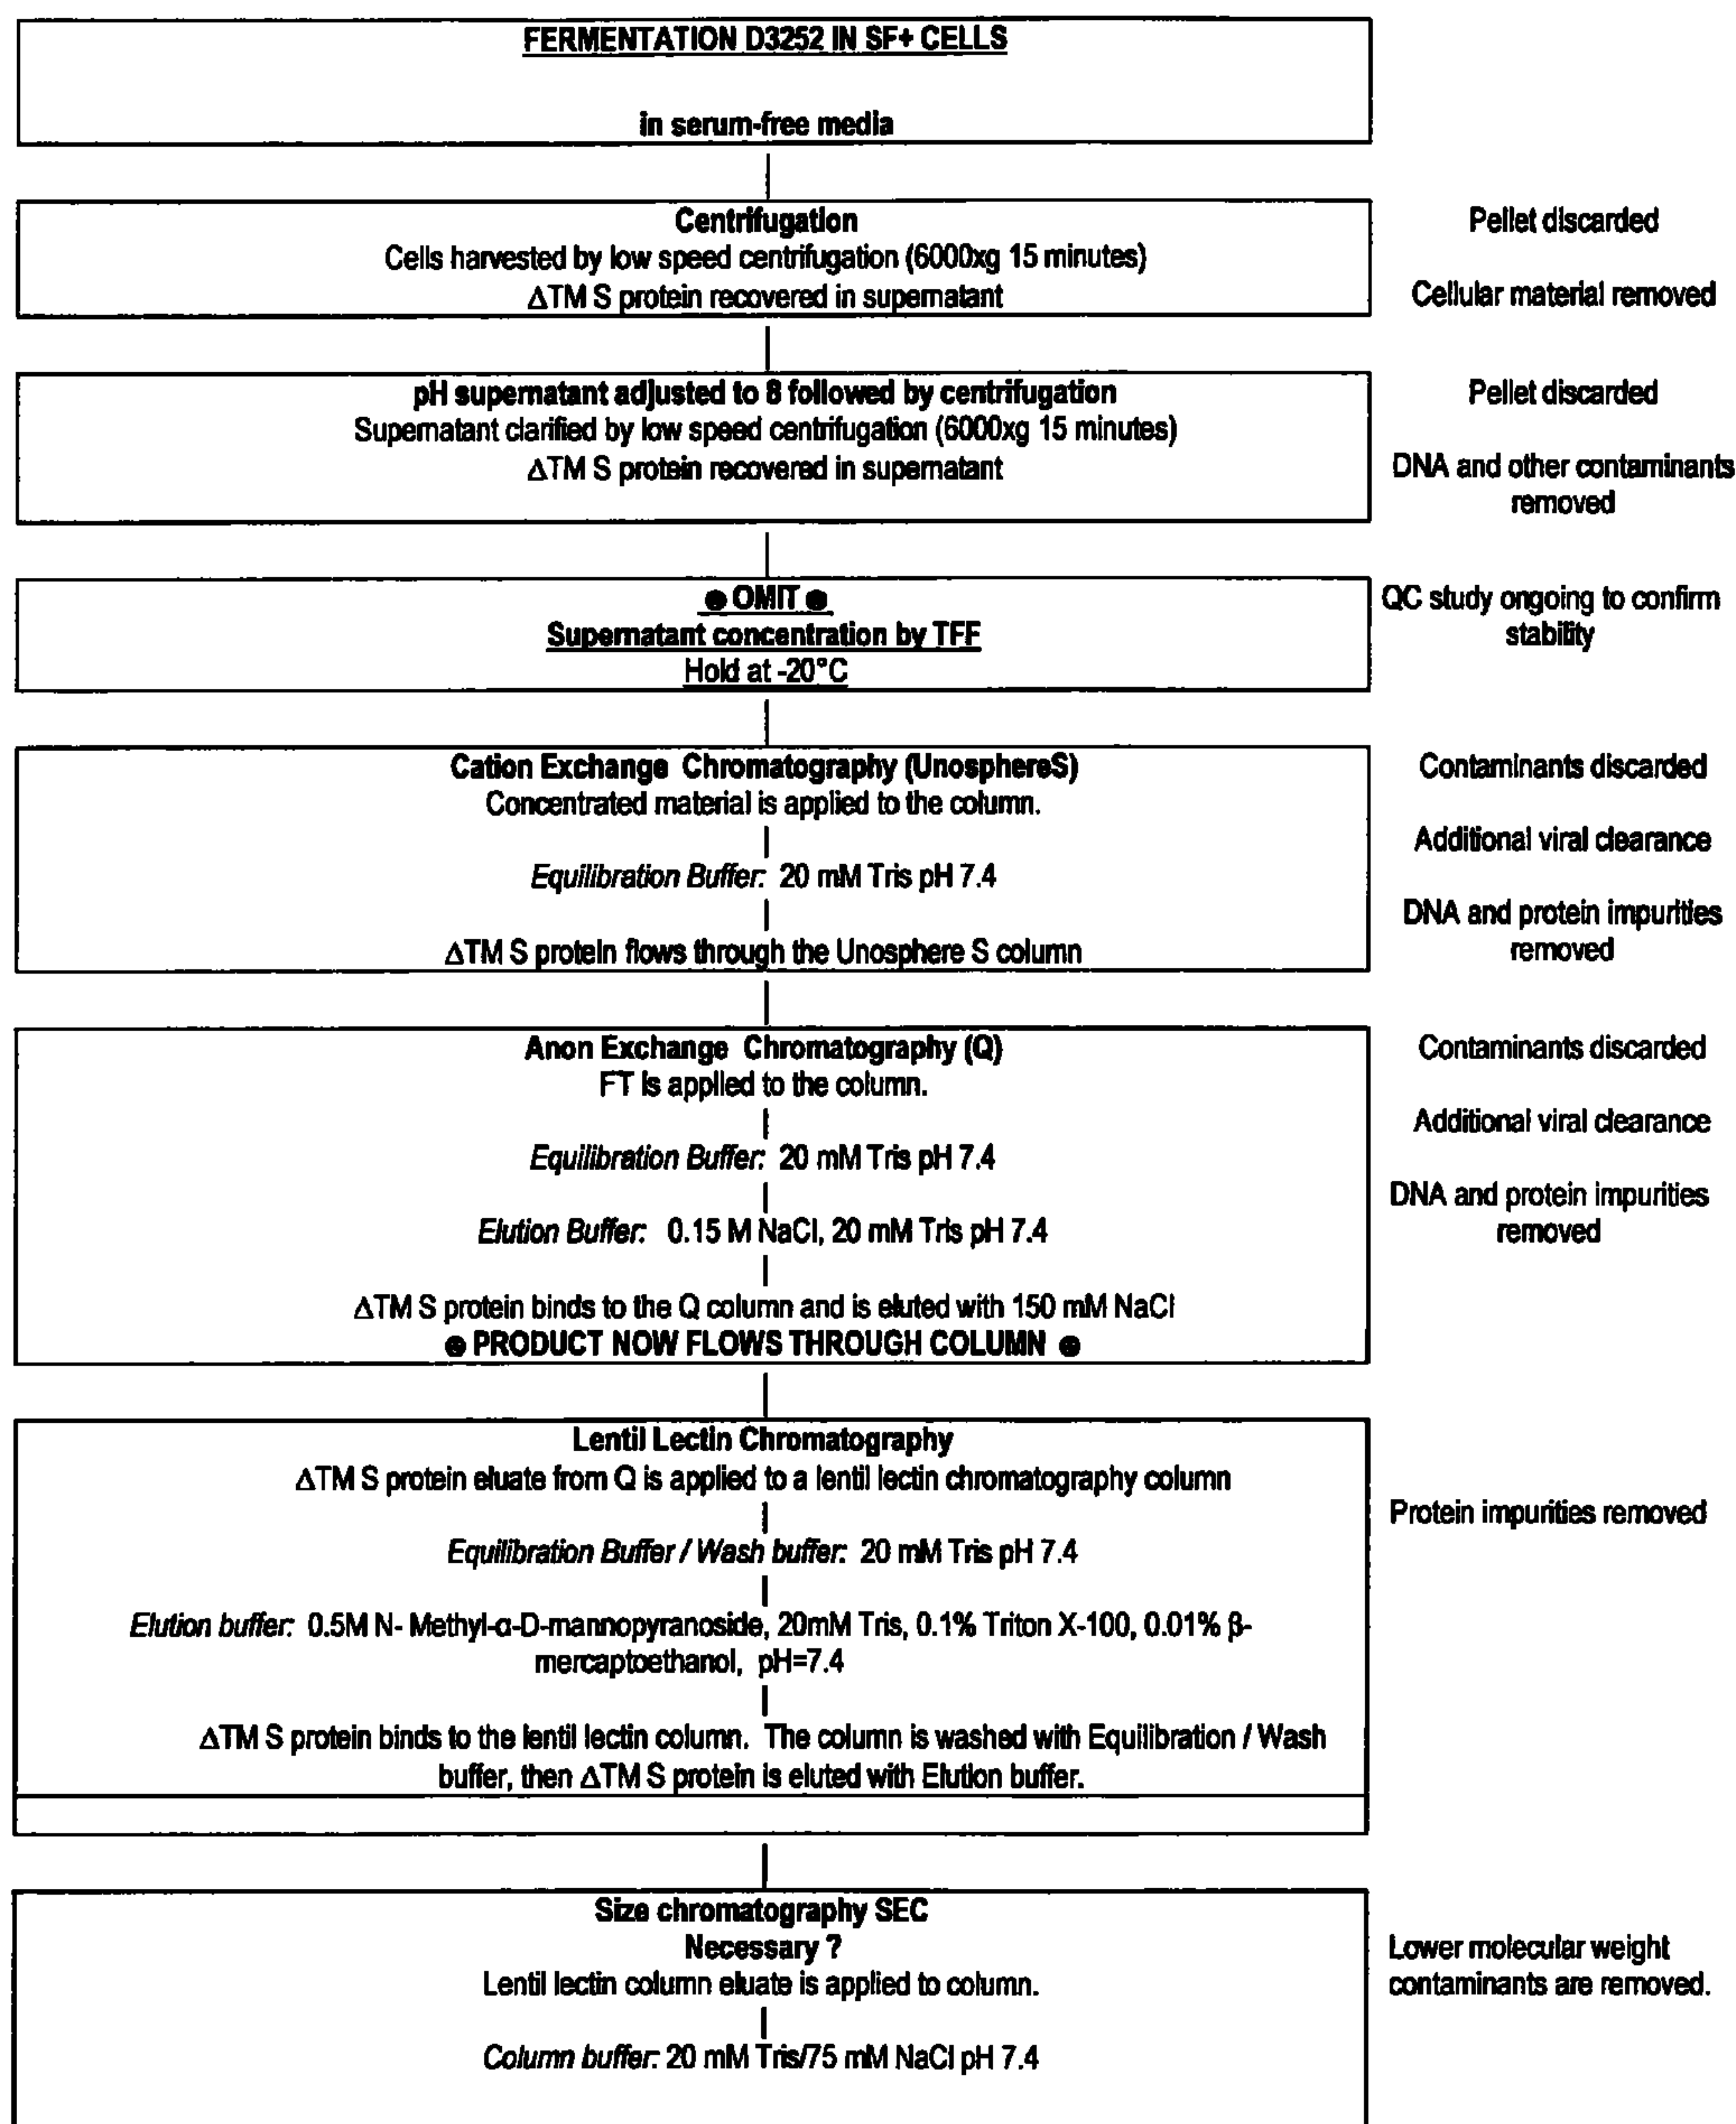 FERMENTATION D3252 IN SF+ CELLS
in serum-free media
Centrifugation
Cells harvested by low speed centrifugation (6000xg 15 minutes)
ΔTM S protein recovered in supernatant
Pellet discarded
Cellular material removed
pH supernatant adjusted to 8 followed by centrifugation
Supernatant clarified by low speed centrifugation (6000xg 15 minutes)
ΔTM S protein recovered in supernatant
Pellet discarded
DNA and other contaminants
removed
● OMIT ●
Supernatant concentration by TFF
Hold at -20°C
QC study ongoing to confirm
stability
Cation Exchange Chromatography (UnosphereS)
Concentrated material is applied to the column.
Equilibration Buffer: 20 mM Tris pH 7.4
ΔTM S protein flows through the Unosphere S column
Contaminants discarded
Additional viral clearance
DNA and protein impurities
removed
Anon Exchange Chromatography (Q)
FT is applied to the column.
Equilibration Buffer: 20 mM Tris pH 7.4
Elution Buffer: 0.15 M NaCl, 20 mM Tris pH 7.4
ΔTM S protein binds to the Q column and is eluted with 150 mM NaCl
● PRODUCT NOW FLOWS THROUGH COLUMN ●
Contaminants discarded
Additional viral clearance
DNA and protein impurities
removed
Lentil Lectin Chromatography
ΔTM S protein eluate from Q is applied to a lentil lectin chromatography column
Equilibration Buffer / Wash buffer: 20 mM Tris pH 7.4
Elution buffer: 0.5M N- Methyl-α-D-mannopyranoside, 20mM Tris, 0.1% Triton X-100, 0.01% β-
mercaptoethanol, pH=7.4
ΔTM S protein binds to the lentil lectin column. The column is washed with Equilibration / Wash
buffer, then ΔTM S protein is eluted with Elution buffer.
Protein impurities removed
Size chromatography SEC
Necessary ?
Lentil lectin column eluate is applied to column.
Column buffer: 20 mM Tris/75 mM NaCl pH 7.4
Lower molecular weight
contaminants are removed.